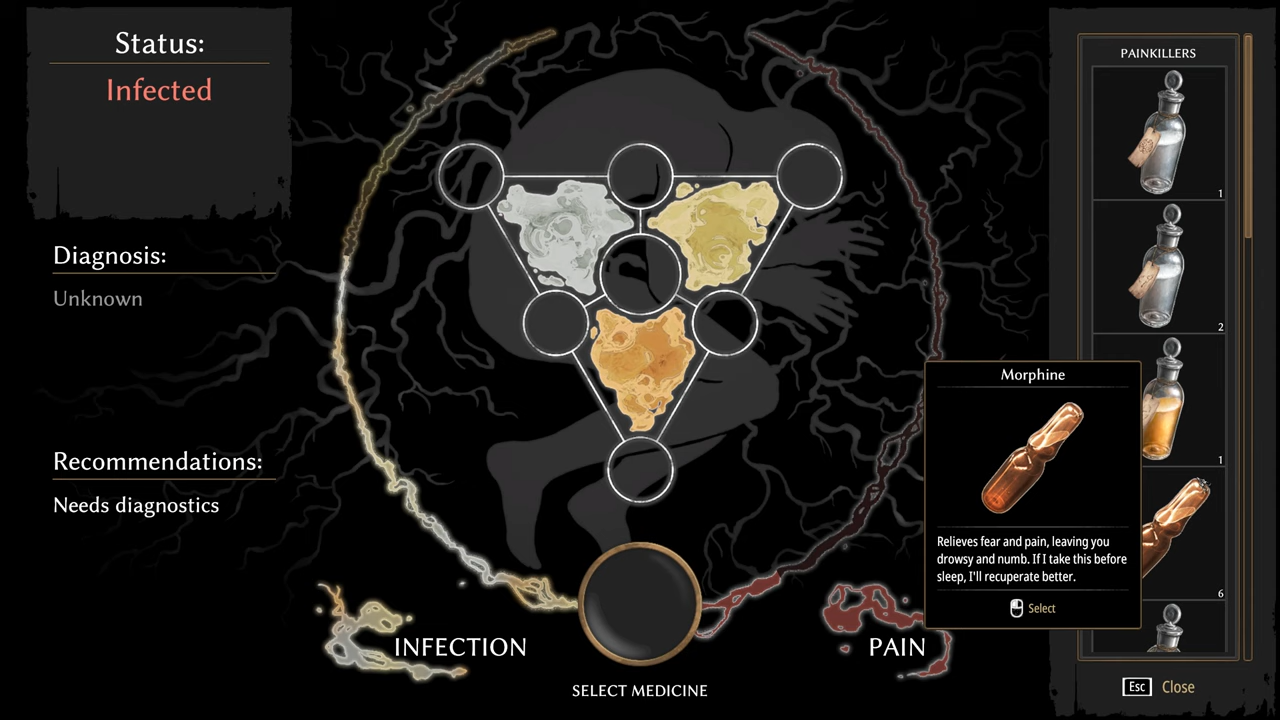 Status:
Infected
Diagnosis:
Unknown
Recommendations:
Needs diagnostics
INFECTION
PAIN
SELECT MEDICINE
PAINKILLERS
1
2
1
6
Morphine
Relieves fear and pain, leaving you
drowsy and numb. If I take this before
sleep, I'll recuperate better.
Select
Esc Close